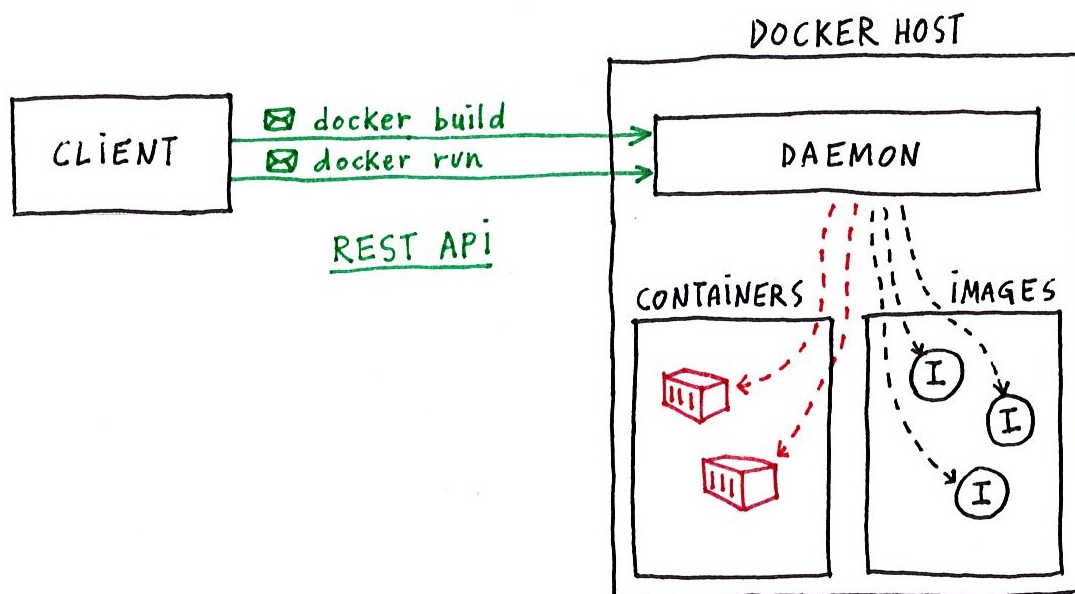 DOCKER HOST
CLIENT
docker build
docker run
REST API
DAEMON
CONTAINERS
IMAGES
I
I
I